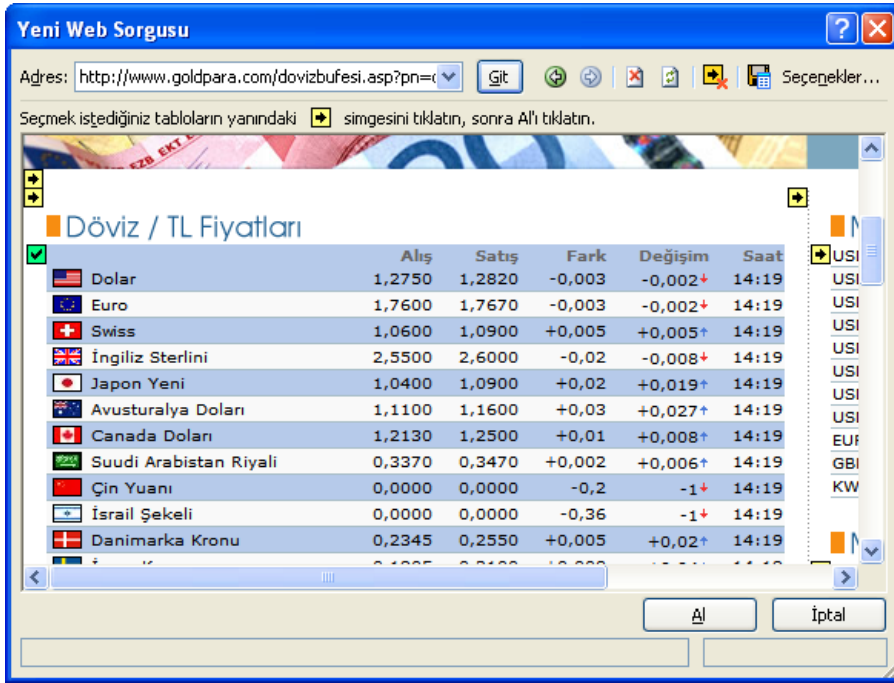 Yeni Web Sorgusu
Adres: http://www.goldpara.com/dovizbufesi.asp?pn= Git Seçenekler...
Seçmek istediğiniz tabloların yanındaki simgesini tıklatın, sonra Al'ı tıklatın.
EZB EKT
Döviz / TL Fiyatları
Alış Satış Fark Değişim Saat
Dolar 1,2750 1,2820 -0,003 -0,002 14:19
Euro 1,7600 1,7670 -0,003 -0,002 14:19
Swiss 1,0600 1,0900 +0,005 +0,005 14:19
İngiliz Sterlini 2,5500 2,6000 -0,02 -0,008 14:19
Japon Yeni 1,0400 1,0900 +0,02 +0,019 14:19
Avusturalya Doları 1,1100 1,1600 +0,03 +0,027 14:19
Canada Doları 1,2130 1,2500 +0,01 +0,008 14:19
Suudi Arabistan Riyali 0,3370 0,3470 +0,002 +0,006 14:19
Çin Yuanı 0,0000 0,0000 -0,2 -1 14:19
İsrail Şekeli 0,0000 0,0000 -0,36 -1 14:19
Danimarka Kronu 0,2345 0,2550 +0,005 +0,02 14:19
Al İptal